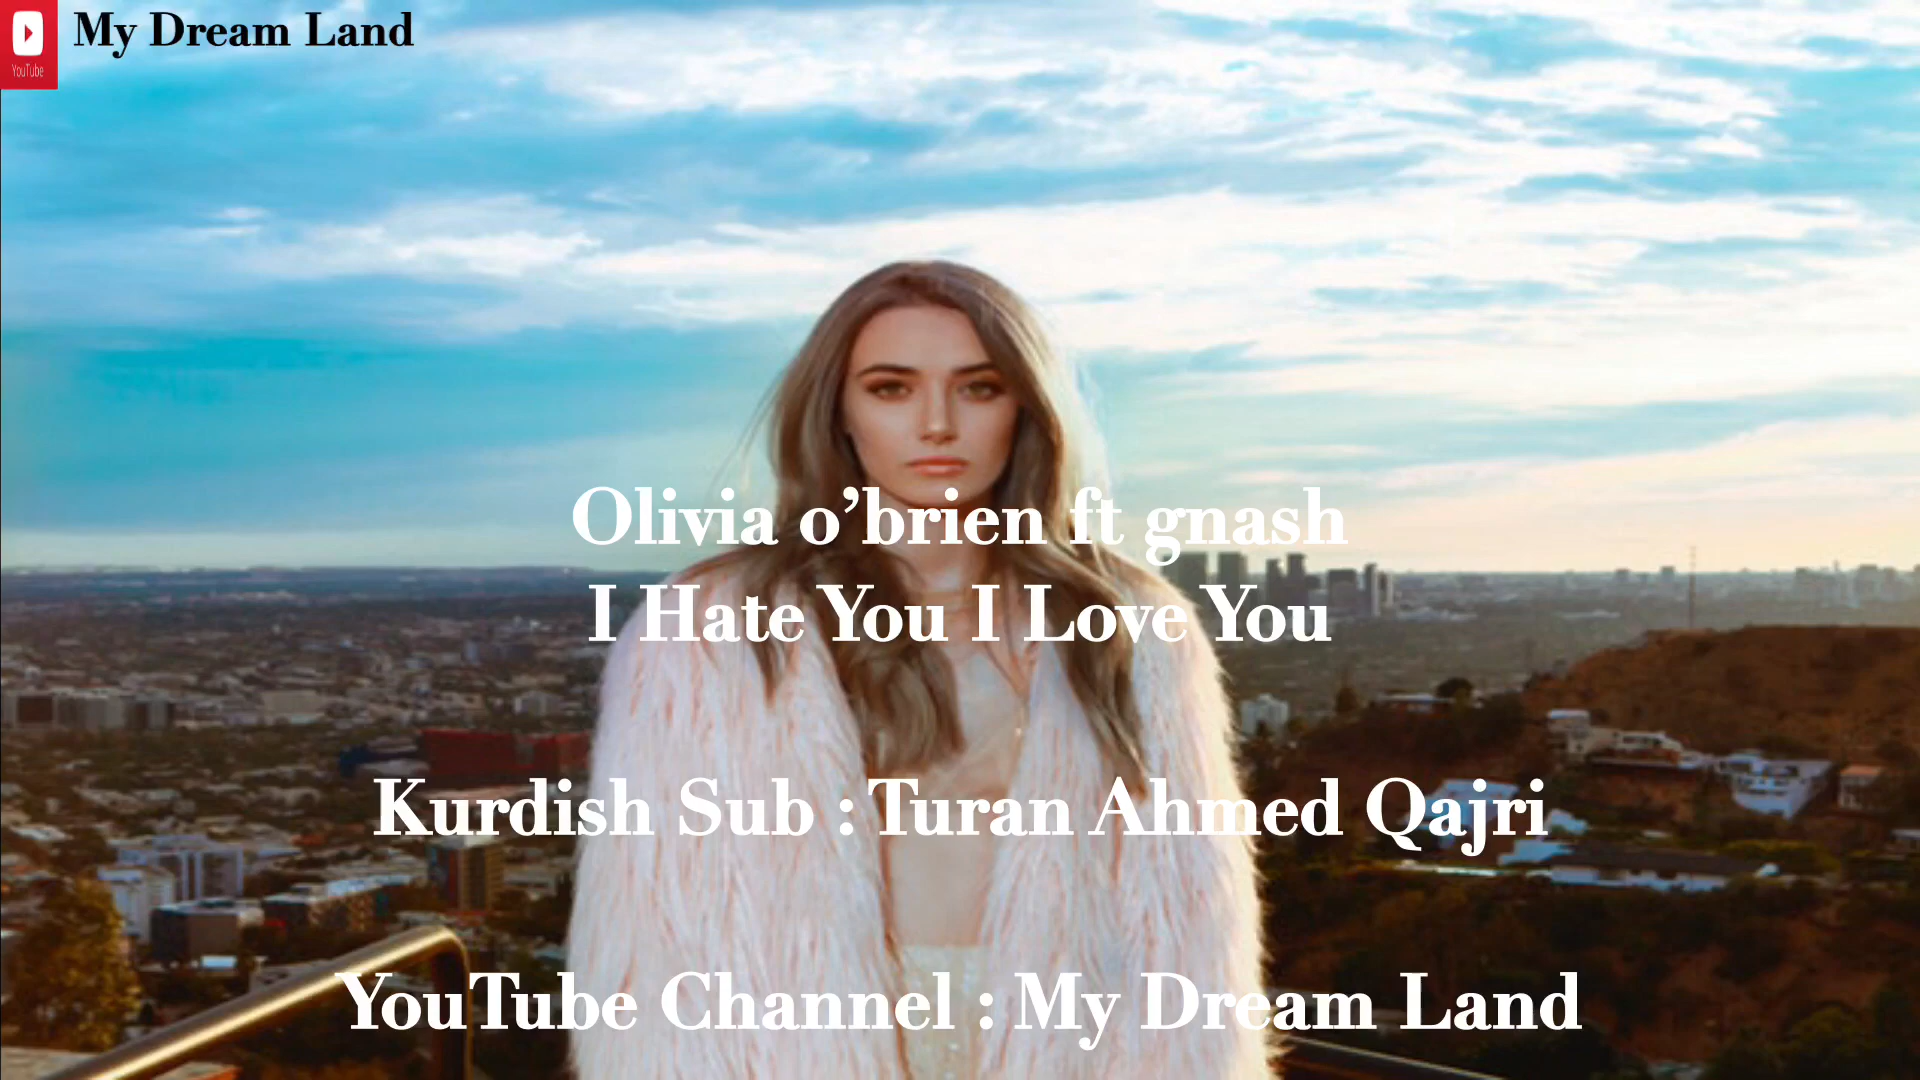 My Dream Land
YouTube
Olivia o’brien ft gnash
I Hate You I Love You
Kurdish Sub : Turan Ahmed Qajri
YouTube Channel : My Dream Land